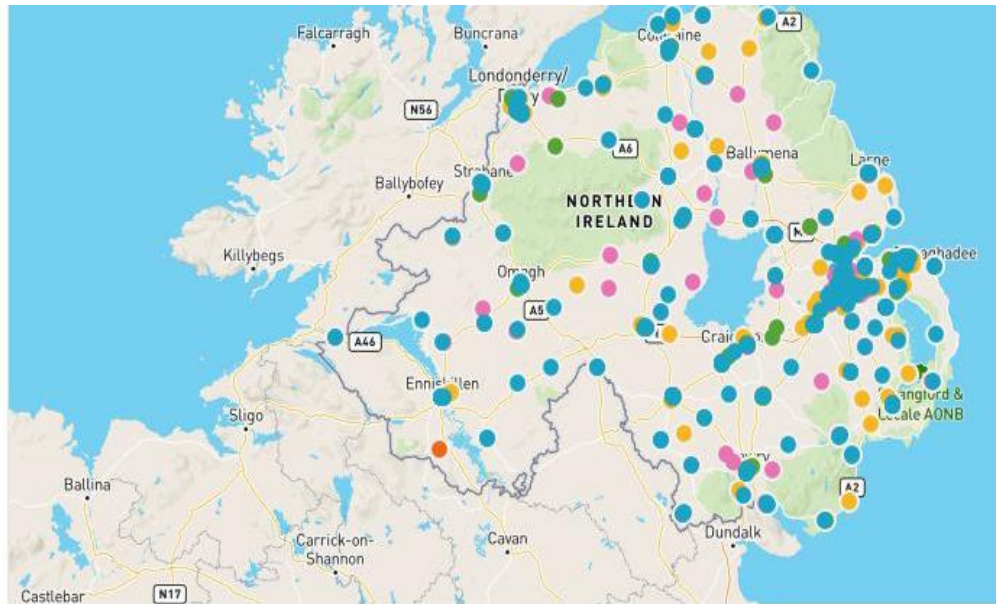 Falcarragh
Buncrana
A2
Londonderry/
N56
A6
Ballybofey
Ballymena
Larne
NORTHERN
IRELAND
Killybegs
Omagh
A5
A46
Enniskillen
Sligo
Locale AONB
Ballina
A2
Dundalk
Cavan
Carrick-on-
Shannon
N17
Castlebar